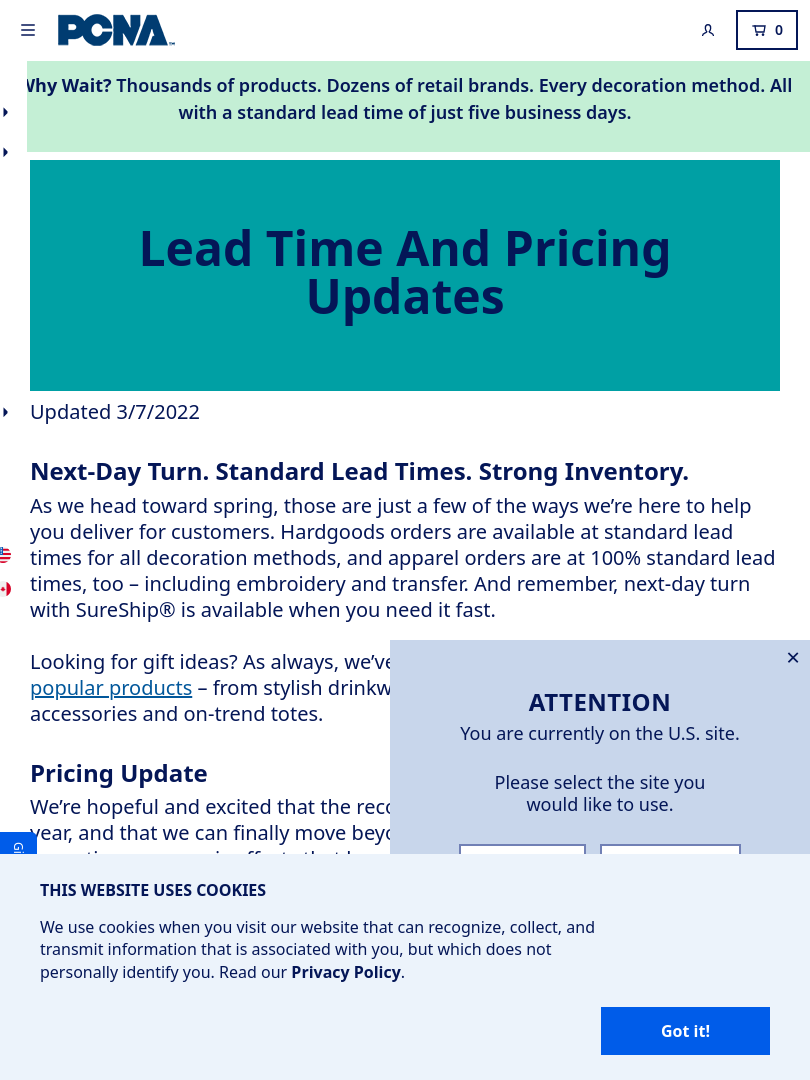 PCNA
0
Why Wait? Thousands of products. Dozens of retail brands. Every decoration method. All
with a standard lead time of just five business days.
Lead Time And Pricing
Updates
Updated 3/7/2022
Next-Day Turn. Standard Lead Times. Strong Inventory.
As we head toward spring, those are just a few of the ways we’re here to help
you deliver for customers. Hardgoods orders are available at standard lead
times for all decoration methods, and apparel orders are at 100% standard lead
times, too – including embroidery and transfer. And remember, next-day turn
with SureShip® is available when you need it fast.
Looking for gift ideas? As always, we’ve
popular products – from stylish
accessories and on-trend totes.
Pricing Update
We’re hopeful and excited that the
year, and that we can finally move
ATTENTION
You are currently on the U.S. site.
Please select the site you
would like to use.
THIS WEBSITE USES COOKIES
We use cookies when you visit our website that can recognize, collect, and
transmit information that is associated with you, but which does not
personally identify you. Read our Privacy Policy.
Got it!